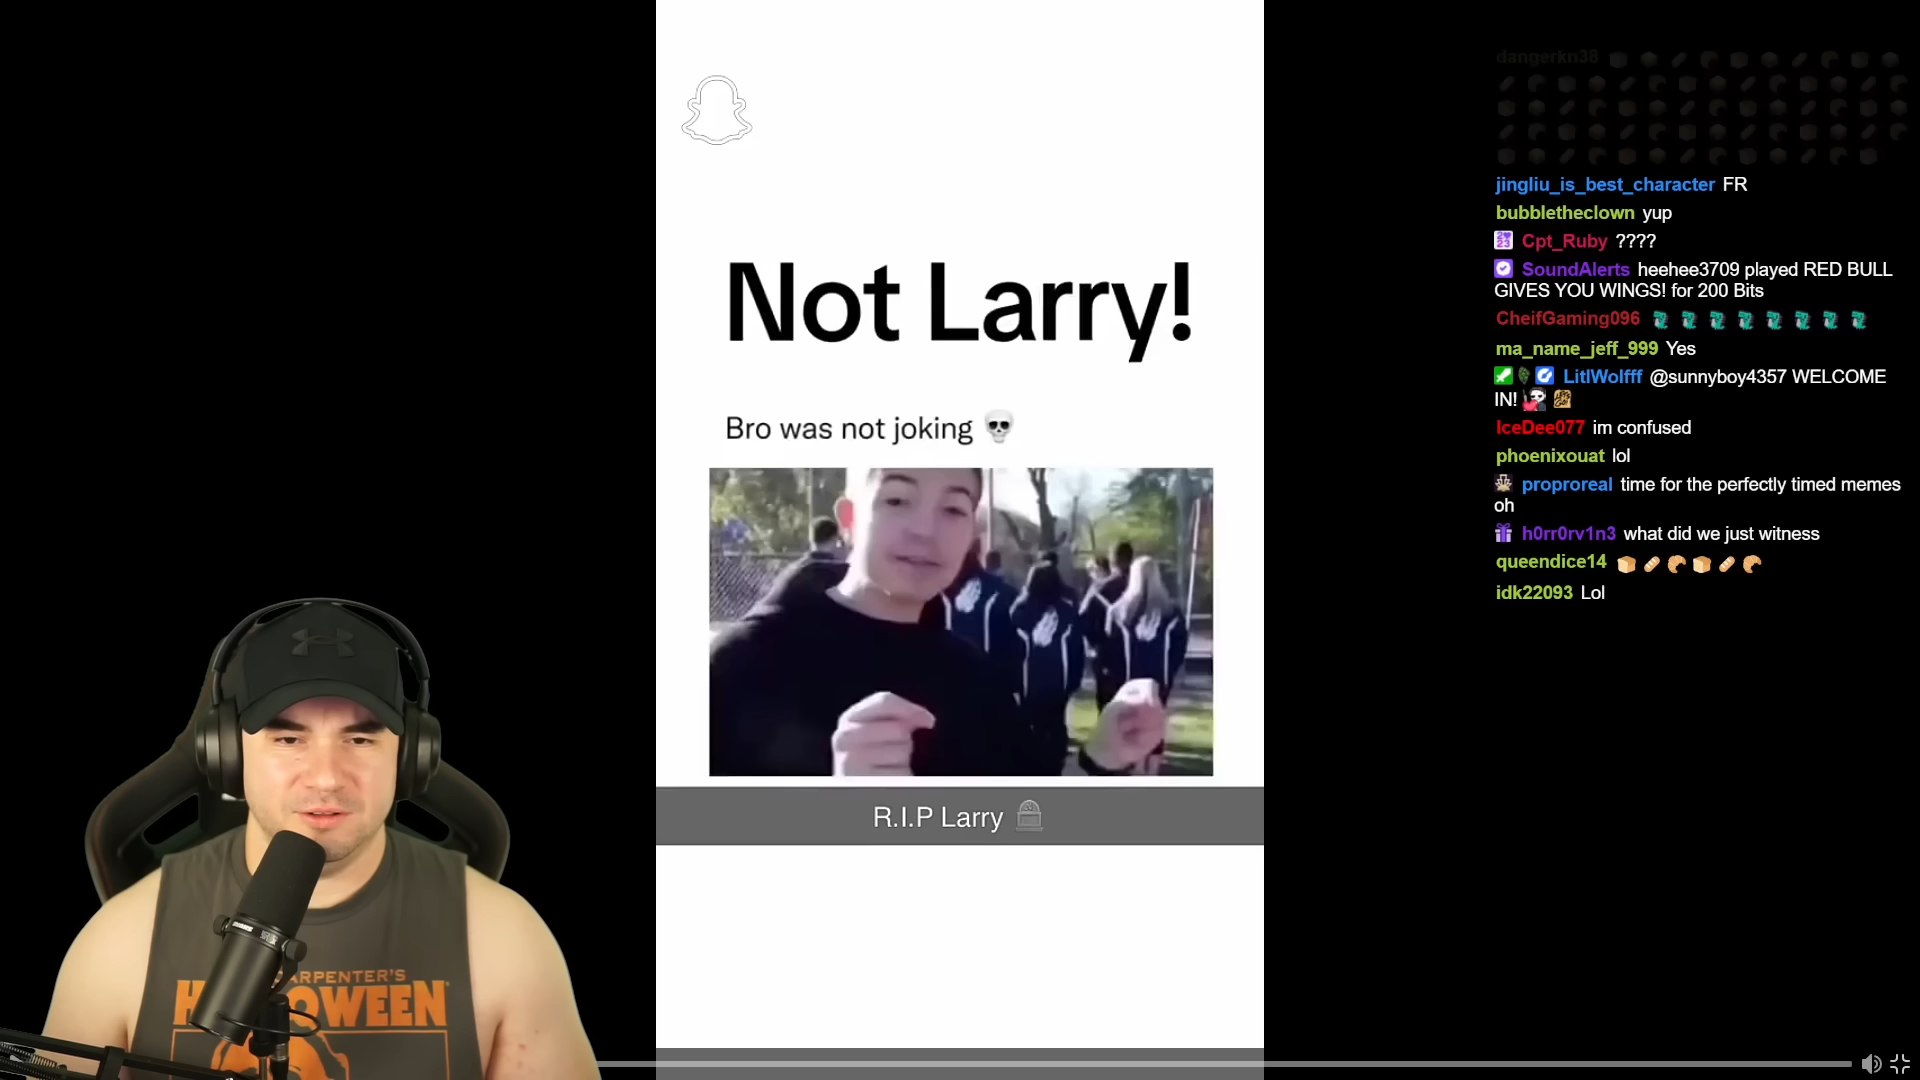 Not Larry!
Bro was not joking 💀
R.I.P Larry 🪦
dangerkn38
jingliu_is_best_character FR
bubbletheclown yup
Cpt_Ruby ????
SoundAlerts heehee3709 played RED BULL
GIVES YOU WINGS! for 200 Bits
CheifGaming096
ma_name_jeff_999 Yes
LitlWolfff @sunnyboy4357 WELCOME
IN!
IceDee077 im confused
phoenixouat lol
proproreal time for the perfectly timed memes
oh
h0rr0rv1n3 what did we just witness
queendice14 🍞🥖🥐🍞🥖🥐
idk22093 Lol